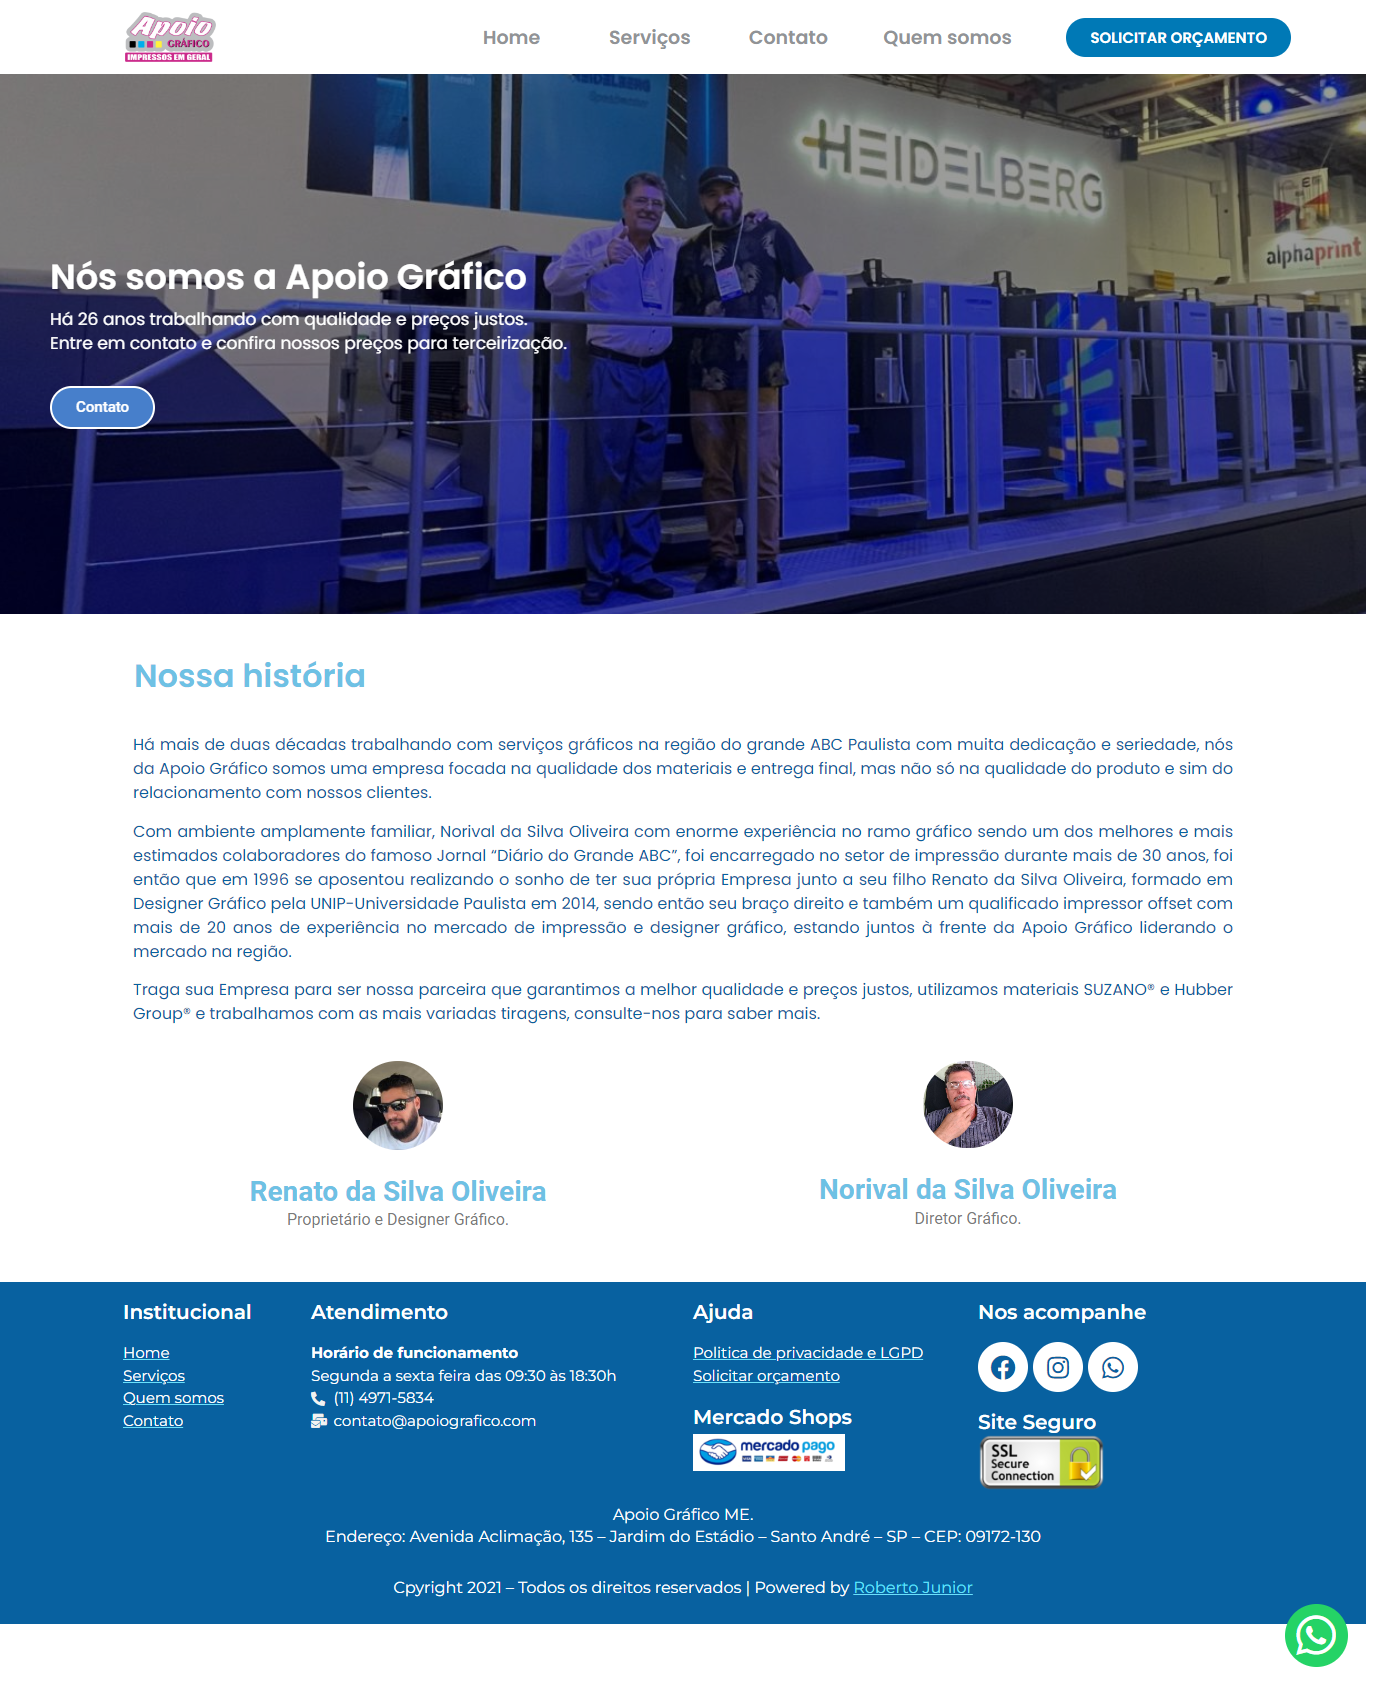 Apoio
GRÁFICO
IMPRESSOS EM GERAL
Home
Serviços
Contato
Quem somos
SOLICITAR ORÇAMENTO
HEIDELBERG
HEIDELBERG
alphaprint
Nós somos a Apoio Gráfico
Há 26 anos trabalhando com qualidade e preços justos.
Entre em contato e confira nossos preços para terceirização.
Contato
Nossa história
Há mais de duas décadas trabalhando com serviços gráficos na região do grande ABC Paulista com muita dedicação e seriedade, nós
da Apoio Gráfico somos uma empresa focada na qualidade dos materiais e entrega final, mas não só na qualidade do produto e sim do
relacionamento com nossos clientes.
Com ambiente amplamente familiar, Norival da Silva Oliveira com enorme experiência no ramo gráfico sendo um dos melhores e mais
estimados colaboradores do famoso Jornal “Diário do Grande ABC”, foi encarregado no setor de impressão durante mais de 30 anos, foi
então que em 1996 se aposentou realizando o sonho de ter sua própria Empresa junto a seu filho Renato da Silva Oliveira, formado em
Designer Gráfico pela UNIP-Universidade Paulista em 2014, sendo então seu braço direito e também um qualificado impressor offset com
mais de 20 anos de experiência no mercado de impressão e designer gráfico, estando juntos à frente da Apoio Gráfico liderando o
mercado na região.
Traga sua Empresa para ser nossa parceira que garantimos a melhor qualidade e preços justos, utilizamos materiais SUZANO® e Hubber
Group® e trabalhamos com as mais variadas tiragens, consulte-nos para saber mais.
Renato da Silva Oliveira
Proprietário e Designer Gráfico.
Norival da Silva Oliveira
Diretor Gráfico.
Institucional
Home
Serviços
Quem somos
Contato
Atendimento
Horário de funcionamento
Segunda a sexta feira das 09:30 às 18:30h
(11) 4971-5834
contato@apoiografico.com
Ajuda
Politica de privacidade e LGPD
Solicitar orçamento
Mercado Shops
mercado pago
Nos acompanhe
Site Seguro
SSL
Secure
Connection
Apoio Gráfico ME.
Endereço: Avenida Aclimação, 135 – Jardim do Estádio – Santo André – SP – CEP: 09172-130
Cpyright 2021 – Todos os direitos reservados | Powered by Roberto Junior